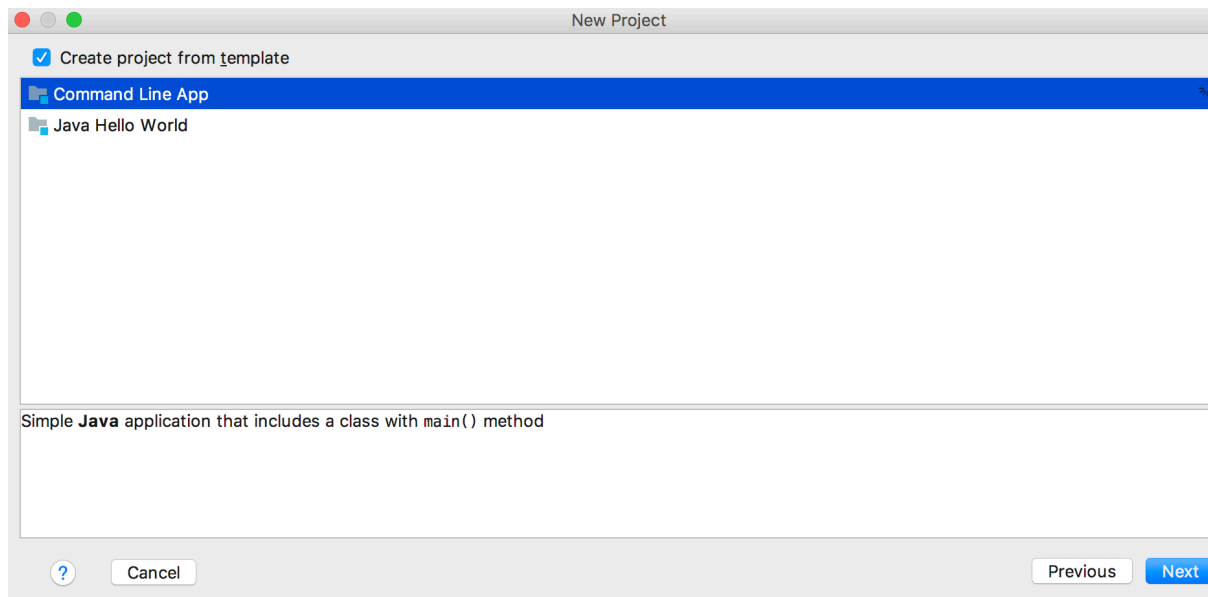 New Project
Create project from template
Command Line App
Java Hello World
Simple Java application that includes a class with main() method
? Cancel Previous Next